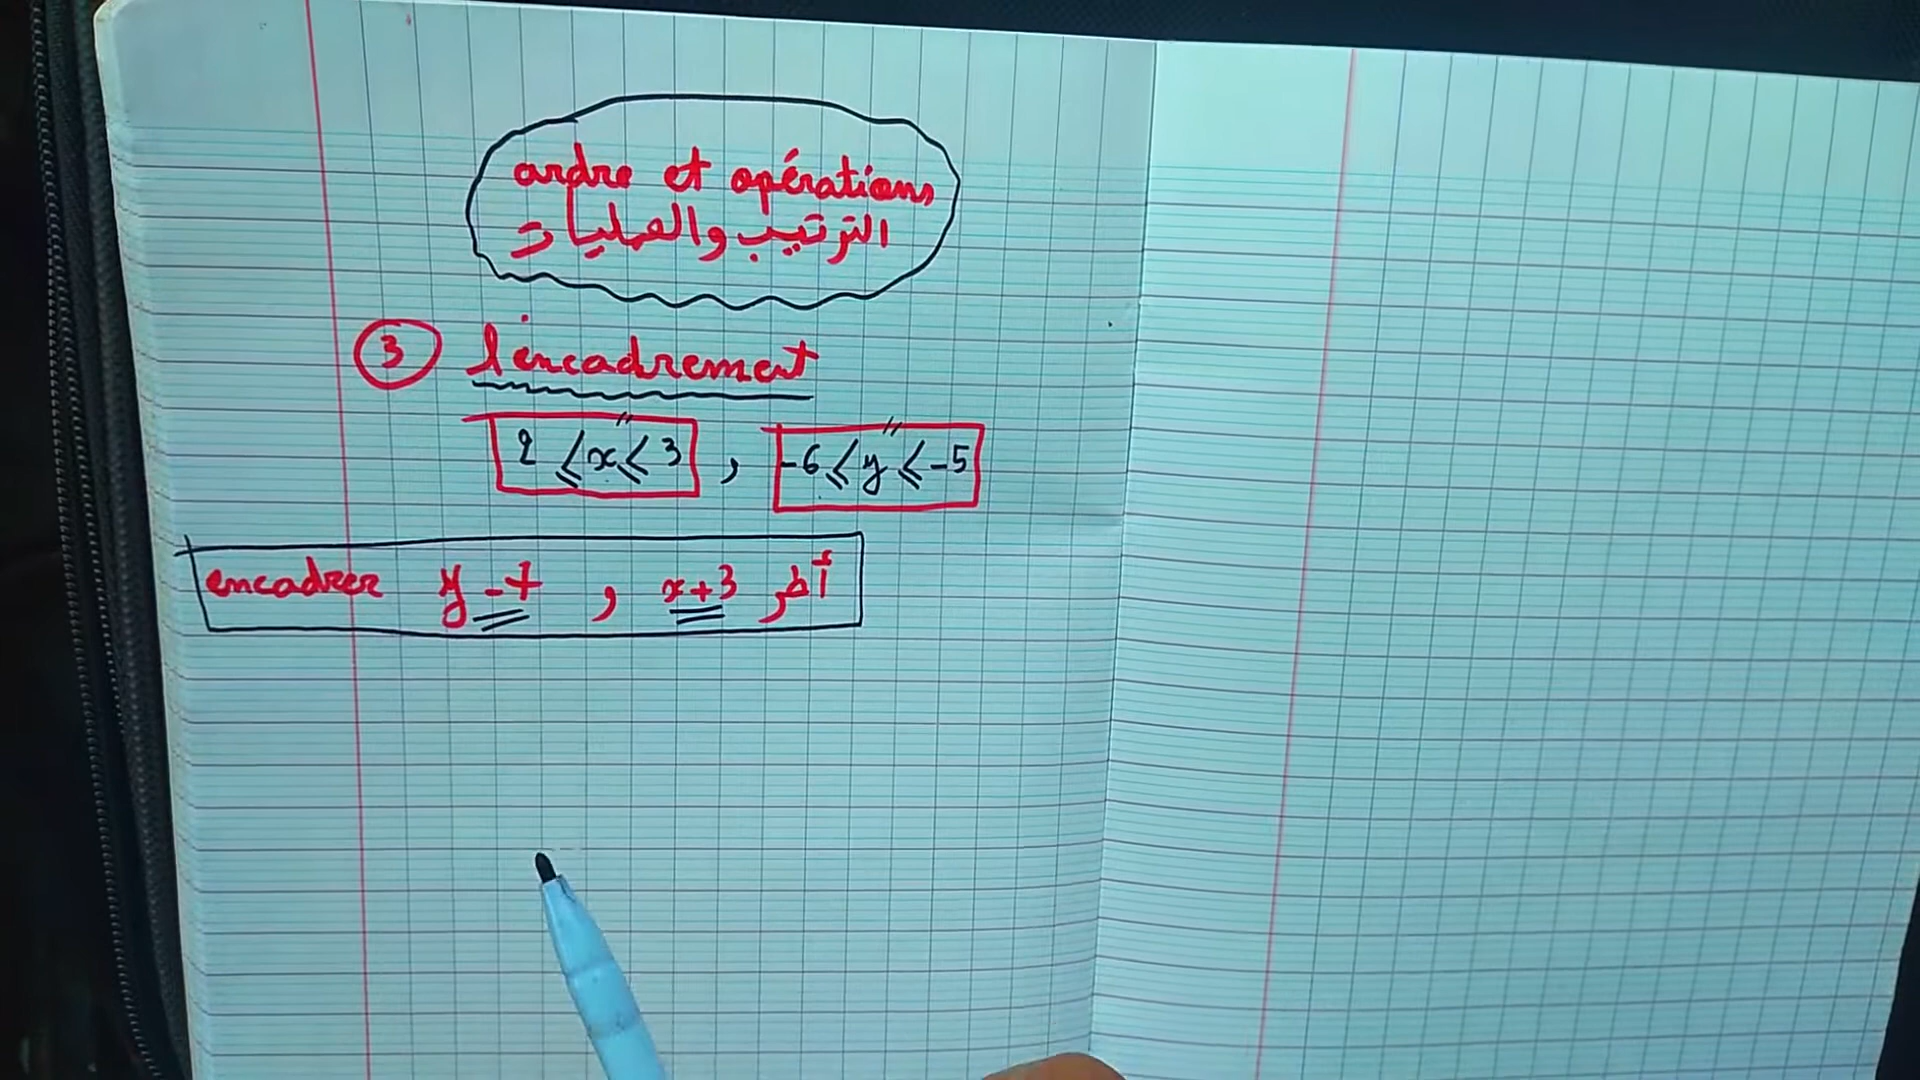 ordre et opérations
الترتيب والعمليات
3 l'encadrement
2 ⩽ x ⩽ 3 , -6 ⩽ y ⩽ -5
encadrer y - 7 , x + 3 أطر